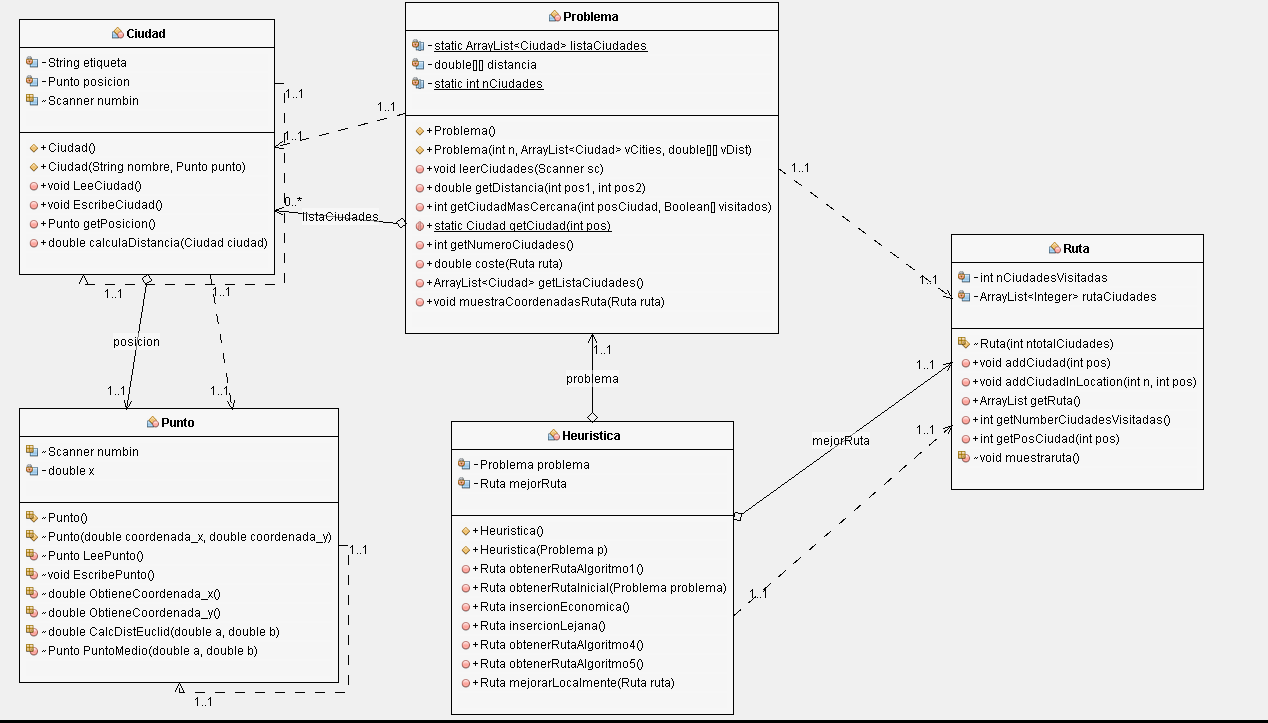 Ciudad
-String etiqueta
-Punto posicion
~Scanner numbin
+Ciudad()
+Ciudad(String nombre, Punto punto)
+void LeeCiudad()
+void EscribeCiudad()
+Punto getPosicion()
+double calculaDistancia(Ciudad ciudad)
1..1
1..1
1..1
1..1
0..*
listaCiudades
Problema
-static ArrayList<Ciudad> listaCiudades
-double[][] distancia
-static int nCiudades
+Problema()
+Problema(int n, ArrayList<Ciudad> vCities, double[][] vDist)
+void leerCiudades(Scanner sc)
+double getDistancia(int pos1, int pos2)
+int getCiudadMasCercana(int posCiudad, Boolean[] visitados)
+static Ciudad getCiudad(int pos)
+int getNumeroCiudades()
+double coste(Ruta ruta)
+ArrayList<Ciudad> getListaCiudades()
+void muestraCoordenadasRuta(Ruta ruta)
1..1
1..1
Ruta
-int nCiudadesVisitadas
-ArrayList<Integer> rutaCiudades
~Ruta(int ntotalCiudades)
+void addCiudad(int pos)
+void addCiudadInLocation(int n, int pos)
+ArrayList getRuta()
+int getNumberCiudadesVisitadas()
+int getPosCiudad(int pos)
~void muestraruta()
1..1
posicion
1..1
1..1
Punto
~Scanner numbin
-double x
~Punto()
~Punto(double coordenada_x, double coordenada_y)
~Punto LeePunto()
~void EscribePunto()
~double ObtieneCoordenada_x()
~double ObtieneCoordenada_y()
~double CalcDistEuclid(double a, double b)
~Punto PuntoMedio(double a, double b)
1..1
1..1
1..1
problema
1..1
mejorRuta
1..1
1..1
Heuristica
-Problema problema
-Ruta mejorRuta
+Heuristica()
+Heuristica(Problema p)
+Ruta obtenerRutaAlgoritmo1()
+Ruta obtenerRutaInicial(Problema problema)
+Ruta insercionEconomica()
+Ruta insercionLejana()
+Ruta obtenerRutaAlgoritmo4()
+Ruta obtenerRutaAlgoritmo5()
+Ruta mejorarLocalmente(Ruta ruta)